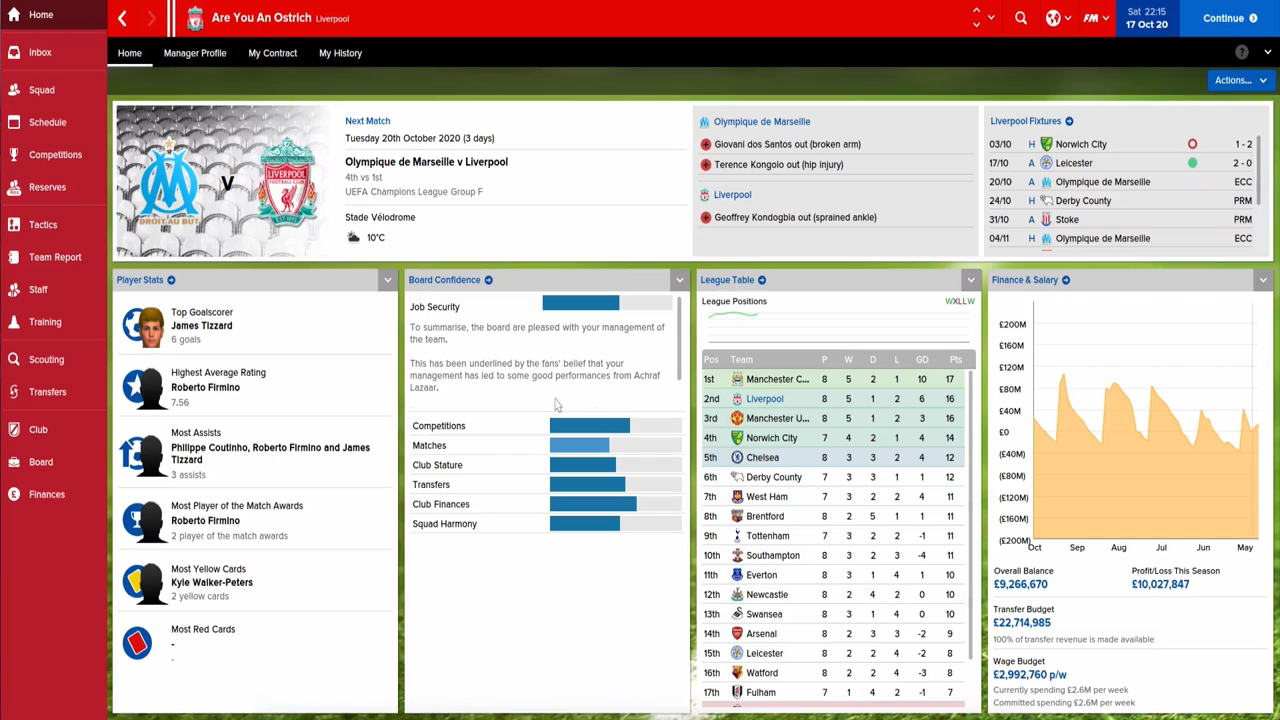 Home
Inbox
Squad
Schedule
Competitions
Reserves
Tactics
Team Report
Staff
Training
Scouting
Transfers
Club
Board
Finances
Are You An Ostrich Liverpool
FM
Sat 22:15
17 Oct 20
Continue
Home Manager Profile My Contract My History
Actions...
V
DROIT AU BUT
LIVERPOOL
FOOTBALL CLUB
Next Match
Tuesday 20th October 2020 (3 days)
Olympique de Marseille v Liverpool
4th vs 1st
UEFA Champions League Group F
Stade Vélodrome
10°C
Olympique de Marseille
Giovani dos Santos out (broken arm)
Terence Kongolo out (hip injury)
Liverpool
Geoffrey Kondogbia out (sprained ankle)
Liverpool Fixtures
03/10 H Norwich City 1 - 2
17/10 A Leicester 2 - 0
20/10 A Olympique de Marseille ECC
24/10 H Derby County PRM
31/10 A Stoke PRM
04/11 H Olympique de Marseille ECC
Player Stats
Top Goalscorer
James Tizzard
6 goals
Highest Average Rating
Roberto Firmino
7.56
Most Assists
Philippe Coutinho, Roberto Firmino and James
Tizzard
3 assists
Most Player of the Match Awards
Roberto Firmino
2 player of the match awards
Most Yellow Cards
Kyle Walker-Peters
2 yellow cards
Most Red Cards
-
-
Board Confidence
Job Security
To summarise, the board are pleased with your management of
the team.
This has been underlined by the fans' belief that your
management has led to some good performances from Achraf
Lazaar.
Competitions
Matches
Club Stature
Transfers
Club Finances
Squad Harmony
League Table
League Positions WXLLW
Pos Team P W D L GD Pts
1st Manchester C... 8 5 2 1 10 17
2nd Liverpool 8 5 1 2 6 16
3rd Manchester U... 8 5 1 2 3 16
4th Norwich City 7 4 2 1 4 14
5th Chelsea 8 3 3 2 4 12
6th Derby County 7 3 3 1 1 12
7th West Ham 7 3 2 2 4 11
8th Brentford 8 2 5 1 1 11
9th Tottenham 7 3 2 2 -1 11
10th Southampton 8 3 2 3 -4 11
11th Everton 8 3 1 4 1 10
12th Newcastle 8 2 4 2 0 10
13th Swansea 8 3 1 4 0 10
14th Arsenal 8 2 3 3 -2 9
15th Leicester 8 2 2 4 -2 8
16th Watford 8 2 2 4 -3 8
17th Fulham 7 1 4 2 -1 7
Finance & Salary
£200M
£160M
£120M
£80M
£40M
£0
(£40M)
(£80M)
(£120M)
(£160M)
(£200M)
Oct Sep Aug Jul Jun May
Overall Balance Profit/Loss This Season
£9,266,670 £10,027,847
Transfer Budget
£22,714,985
100% of transfer revenue is made available
Wage Budget
£2,992,760 p/w
Currently spending £2.6M per week
Committed spending £2.6M per week